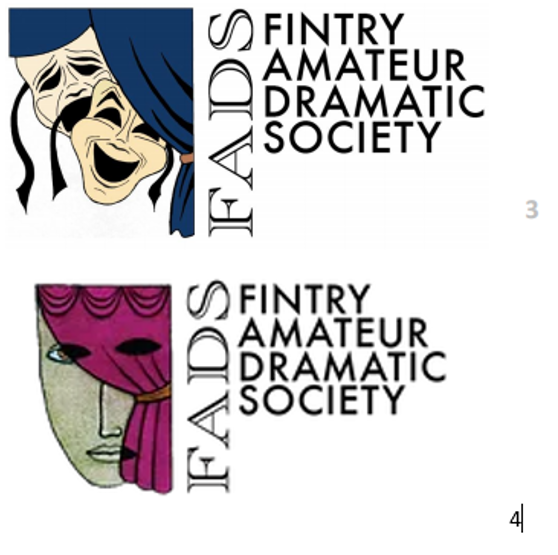 FADS
FINTRY
AMATEUR
DRAMATIC
SOCIETY
3
FADS
FINTRY
AMATEUR
DRAMATIC
SOCIETY
4